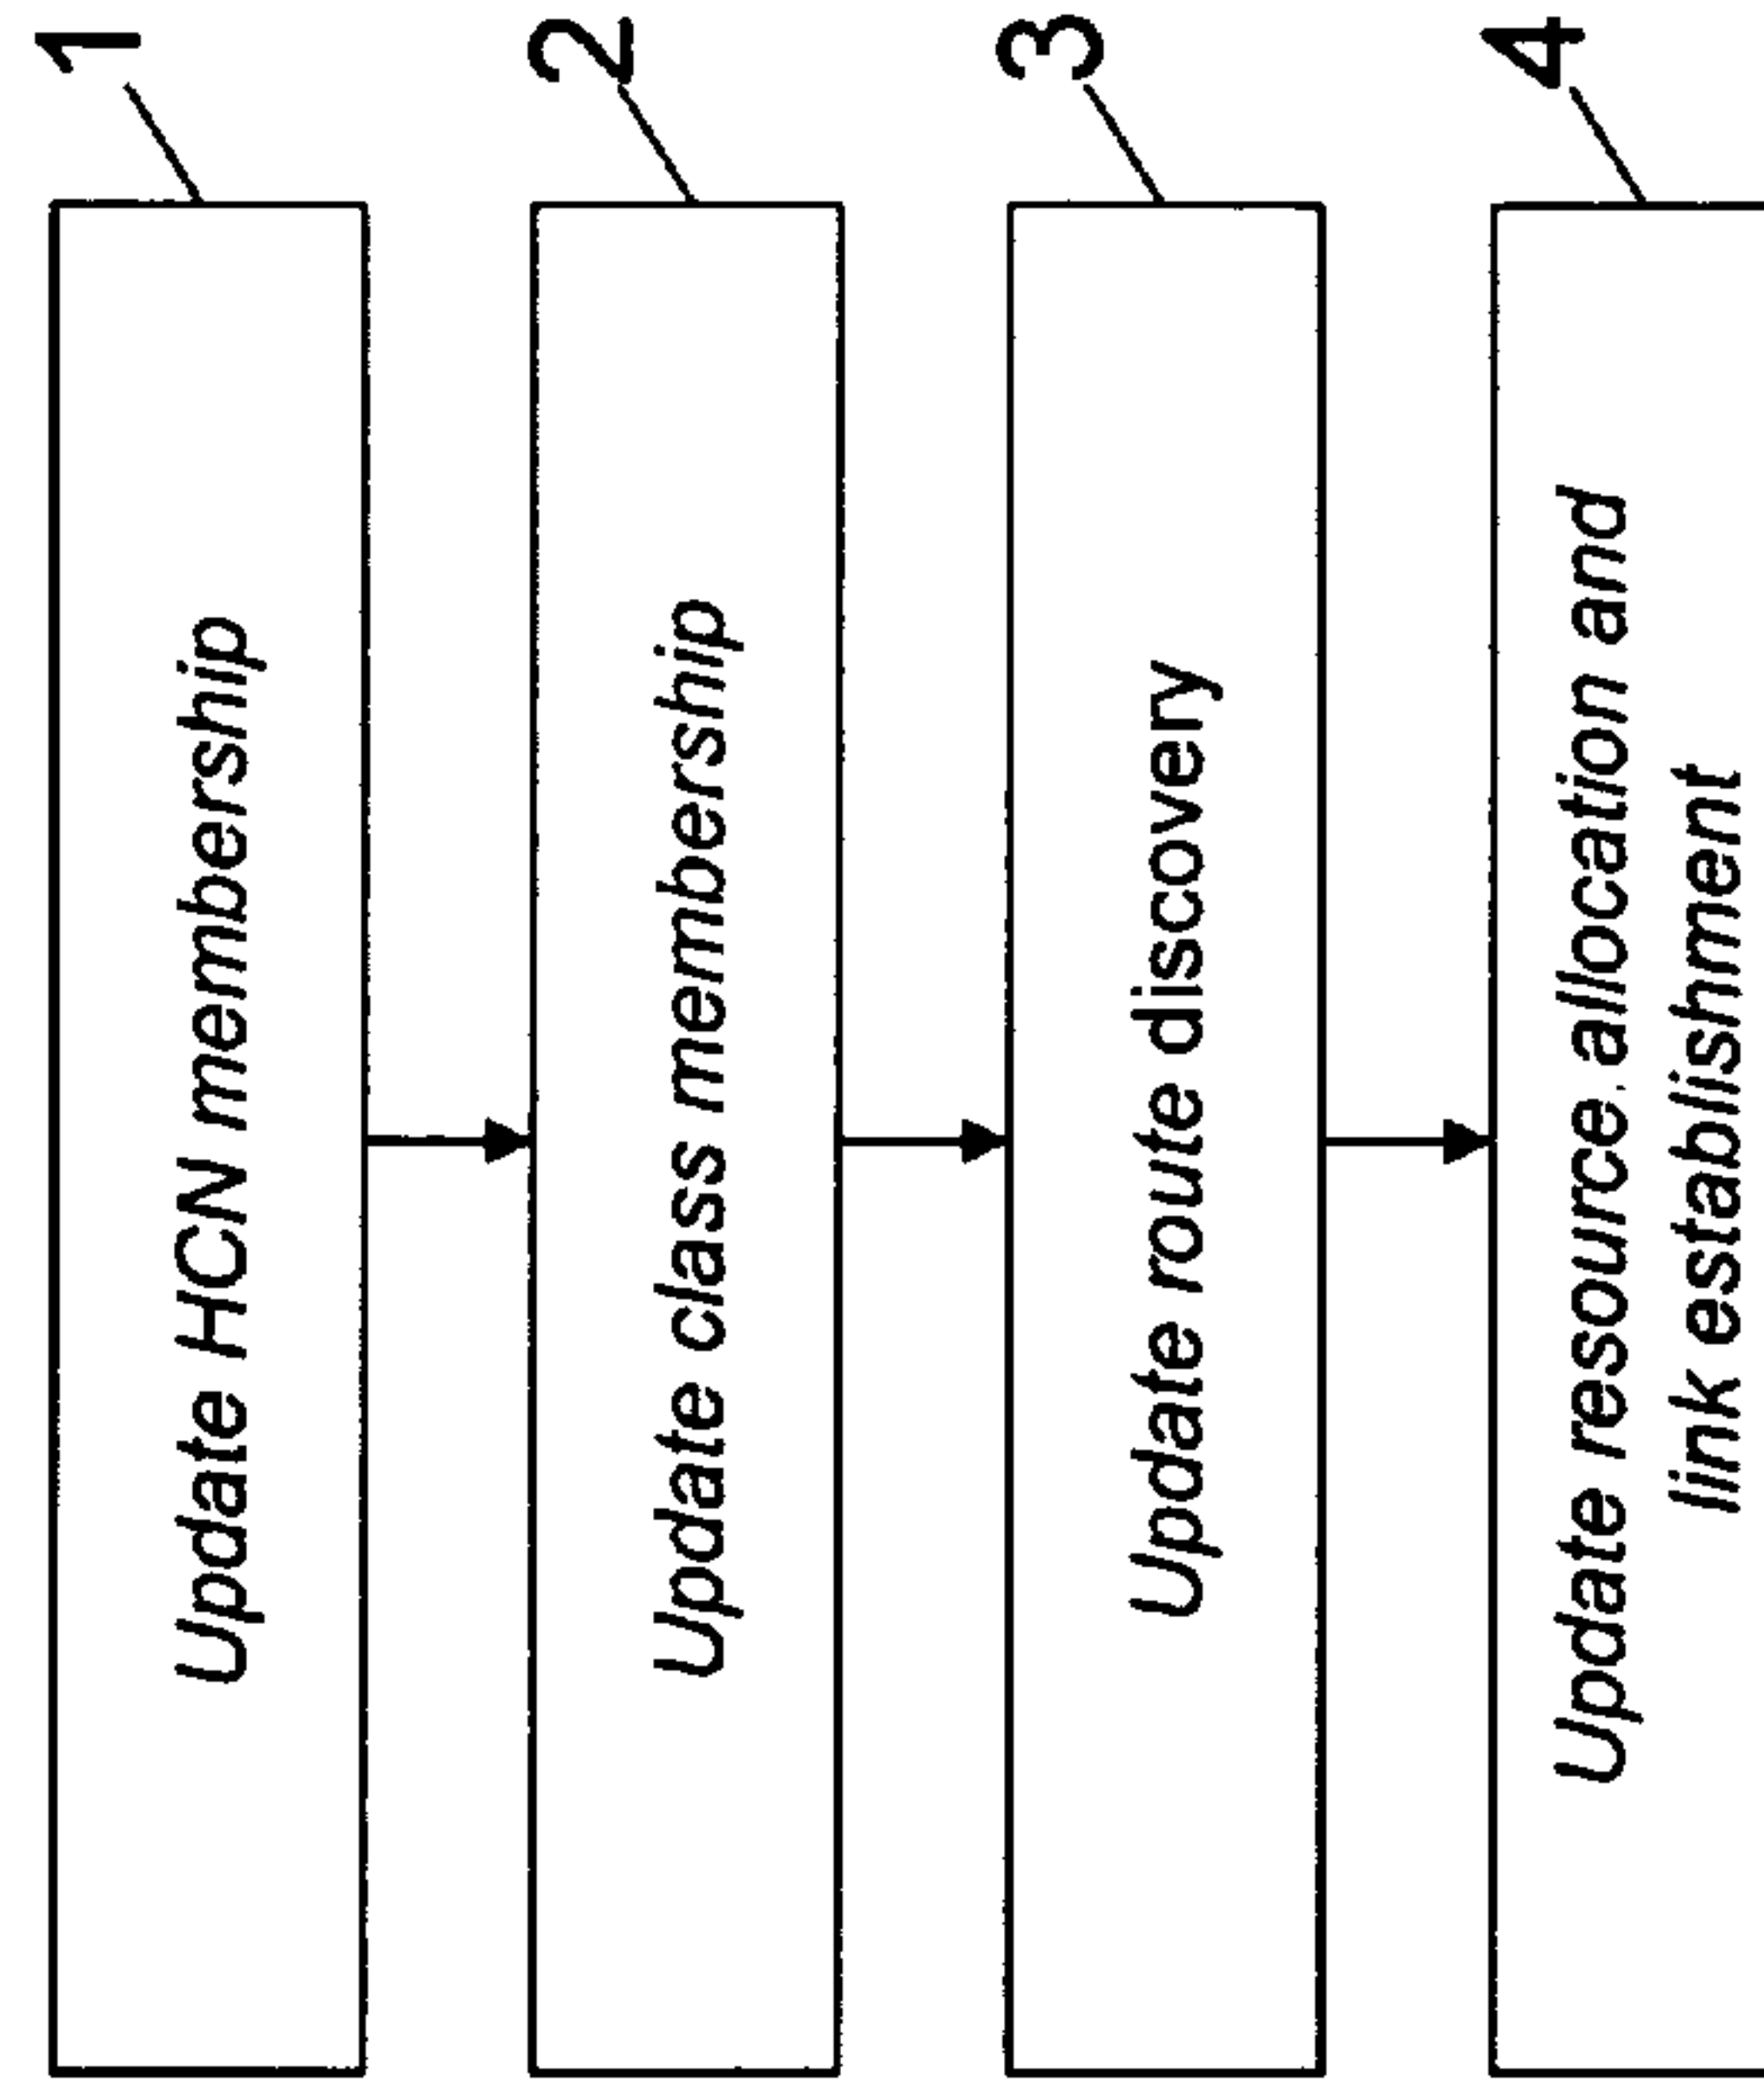 1
Update HCN membership
2
Update class membership
3
Update route discovery
4
Update resource allocation and
link establishment